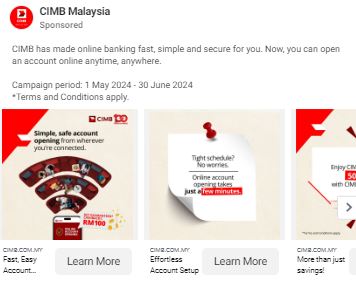 CIMB Malaysia
Sponsored
CIMB has made online banking fast, simple and secure for you. Now, you can open
an account online anytime, anywhere.
Campaign period: 1 May 2024 - 30 June 2024
*Terms and Conditions apply.
CIMB 100
Simple, safe account
opening from wherever
you're connected.
RM100
Tight schedule?
No worries.
Online account
opening takes
just a few minutes.
Enjoy CIM
50
with CIMB
CIMB.COM.MY
Fast, Easy
Account...
Learn More
CIMB.COM.MY
Effortless
Account Setup
Learn More
CIMB.COM.MY
More than just
savings!